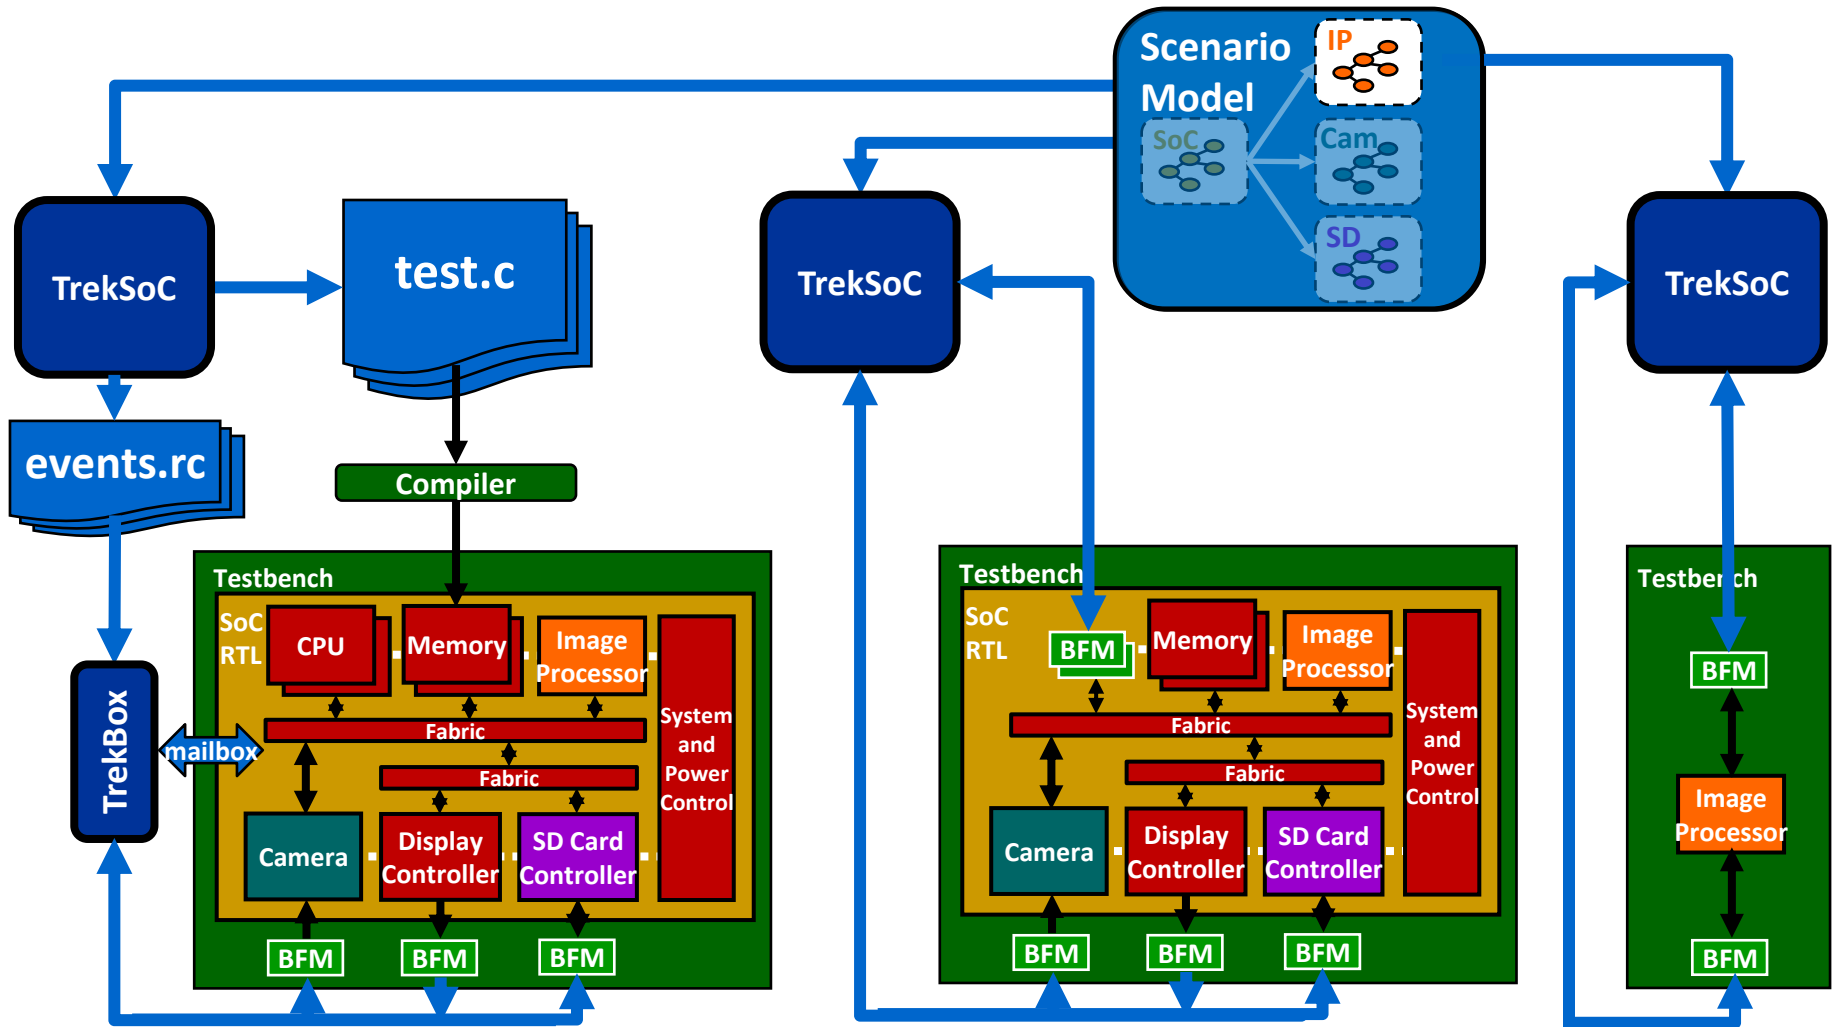 Scenario
Model
IP
SoC
Cam
SD
TrekSoC
test.c
TrekSoC
TrekSoC
events.rc
Compiler
Testbench
SoC
RTL
CPU
Memory
Image
Processor
Fabric
System
and
Power
Control
Fabric
TrekBox
mailbox
Camera
Display
Controller
SD Card
Controller
BFM
BFM
BFM
Testbench
SoC
RTL
BFM
Memory
Image
Processor
Fabric
System
and
Power
Control
Fabric
Camera
Display
Controller
SD Card
Controller
BFM
BFM
BFM
Testbench
BFM
Image
Processor
BFM